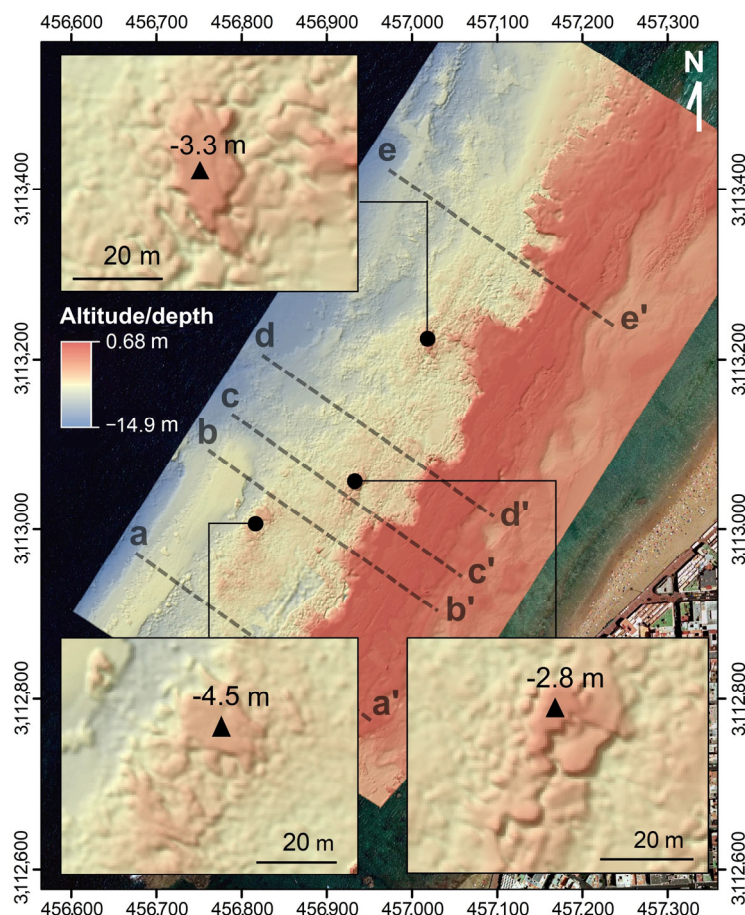 456,600 456,700 456,800 456,900 457,000 457,100 457,200 457,300
N
-3.3 m
20 m
e
3,113,400 3,113,400
Altitude/depth
0.68 m
−14.9 m
e'
d
3,113,200 3,113,200
c
b
d'
a
3,113,000 3,113,000
c'
b'
a'
-4.5 m
20 m
-2.8 m
20 m
3,112,800 3,112,800
3,112,600 3,112,600
456,600 456,700 456,800 456,900 457,000 457,100 457,200 457,300